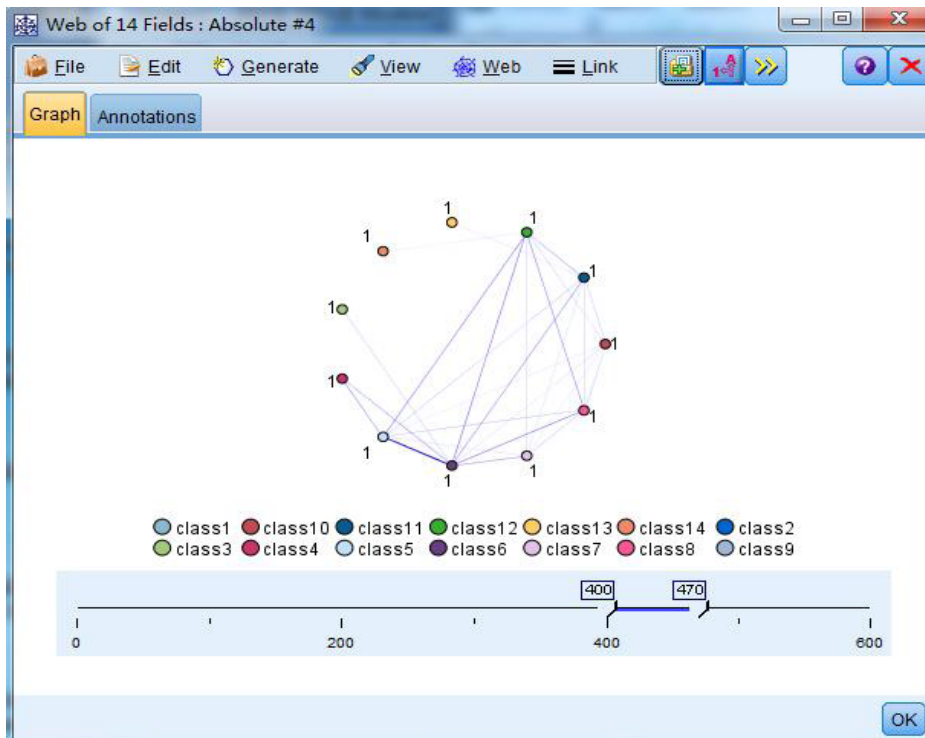 Web of 14 Fields : Absolute #4
File Edit Generate View Web Link
Graph Annotations
1
1
1
1
1
1
1
1
1
1
1
class1 class10 class11 class12 class13 class14 class2
class3 class4 class5 class6 class7 class8 class9
400 470
0 200 400 600
OK